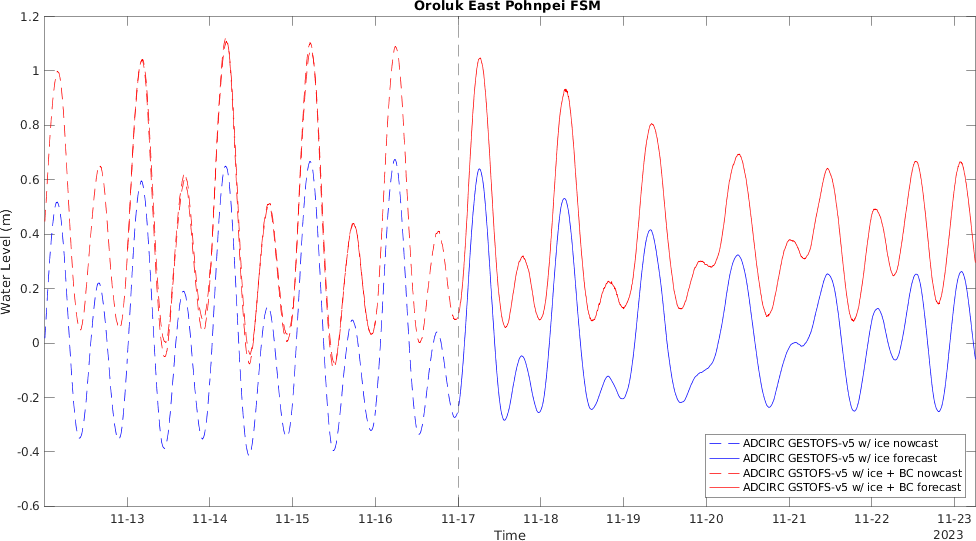 Oroluk East Pohnpei FSM
1.2
1
0.8
0.6
0.4
0.2
0
-0.2
-0.4
-0.6
Water Level (m)
ADCIRC GESTOFS-v5 w/ ice nowcast
ADCIRC GESTOFS-v5 w/ ice forecast
ADCIRC GSTOFS-v5 w/ ice + BC nowcast
ADCIRC GSTOFS-v5 w/ ice + BC forecast
11-13 11-14 11-15 11-16 11-17 11-18 11-19 11-20 11-21 11-22 11-23
Time
2023